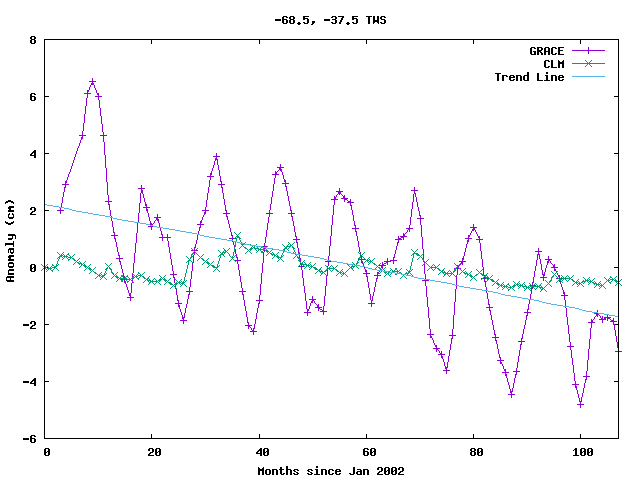 -68.5, -37.5 TWS
GRACE
CLM
Trend Line
8
6
4
2
0
-2
-4
-6
Anomaly (cm)
0 20 40 60 80 100
Months since Jan 2002